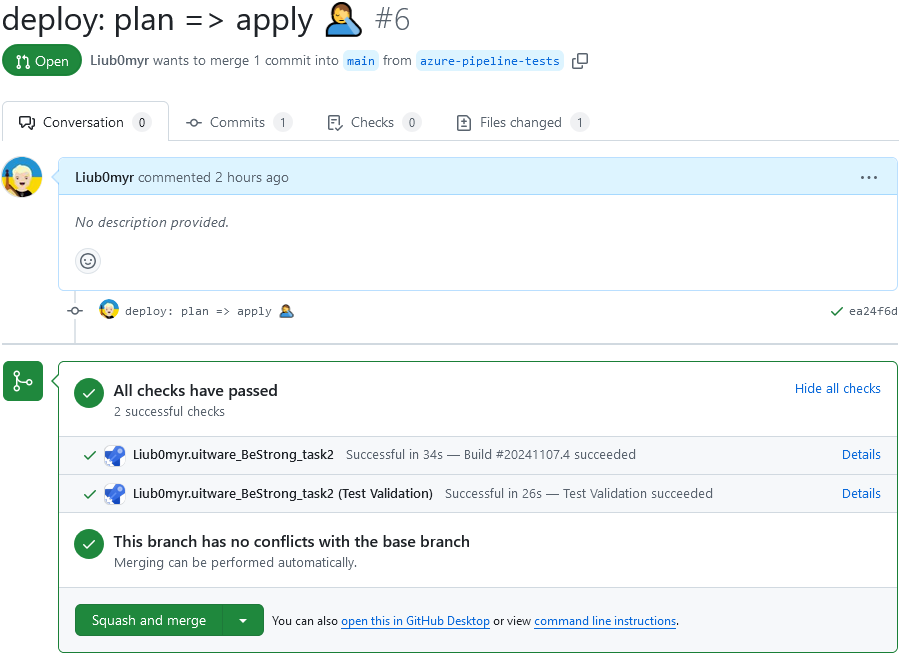 deploy: plan => apply 🤦‍♂️ #6
Open Liub0myr wants to merge 1 commit into main from azure-pipeline-tests
Conversation 0 Commits 1 Checks 0 Files changed 1
Liub0myr commented 2 hours ago ...
No description provided.
deploy: plan => apply 🤦‍♂️ ea24f6d
All checks have passed Hide all checks
2 successful checks
Liub0myr.uitware_BeStrong_task2 Successful in 34s — Build #20241107.4 succeeded Details
Liub0myr.uitware_BeStrong_task2 (Test Validation) Successful in 26s — Test Validation succeeded Details
This branch has no conflicts with the base branch
Merging can be performed automatically.
Squash and merge You can also open this in GitHub Desktop or view command line instructions.